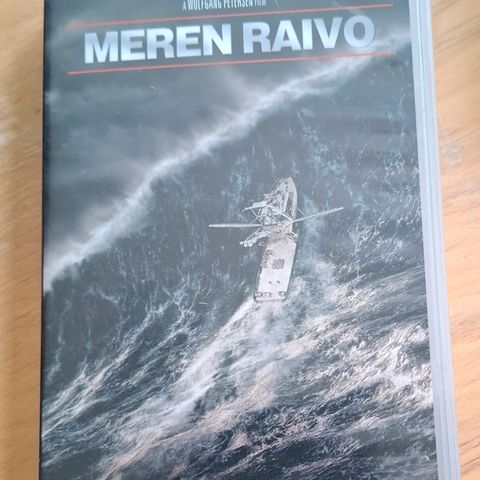 A WOLFGANG PETERSEN FILM
MEREN RAIVO